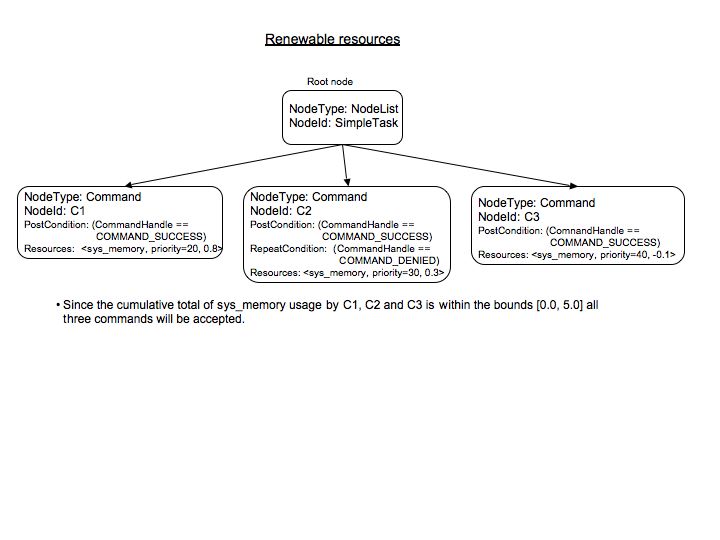 Renewable resources
Root node
NodeType: NodeList
NodeId: SimpleTask
NodeType: Command
NodeId: C1
PostCondition: (CommandHandle ==
COMMAND_SUCCESS)
Resources: <sys_memory, priority=20, 0.8>
NodeType: Command
NodeId: C2
PostCondition: (CommandHandle ==
COMMAND_SUCCESS)
RepeatCondition: (CommandHandle ==
COMMAND_DENIED)
Resources: <sys_memory, priority=30, 0.3>
NodeType: Command
NodeId: C3
PostCondition: (CommnandHandle ==
COMMAND_SUCCESS)
Resources: <sys_memory, priority=40, -0.1>
• Since the cumulative total of sys_memory usage by C1, C2 and C3 is within the bounds [0.0, 5.0] all
three commands will be accepted.